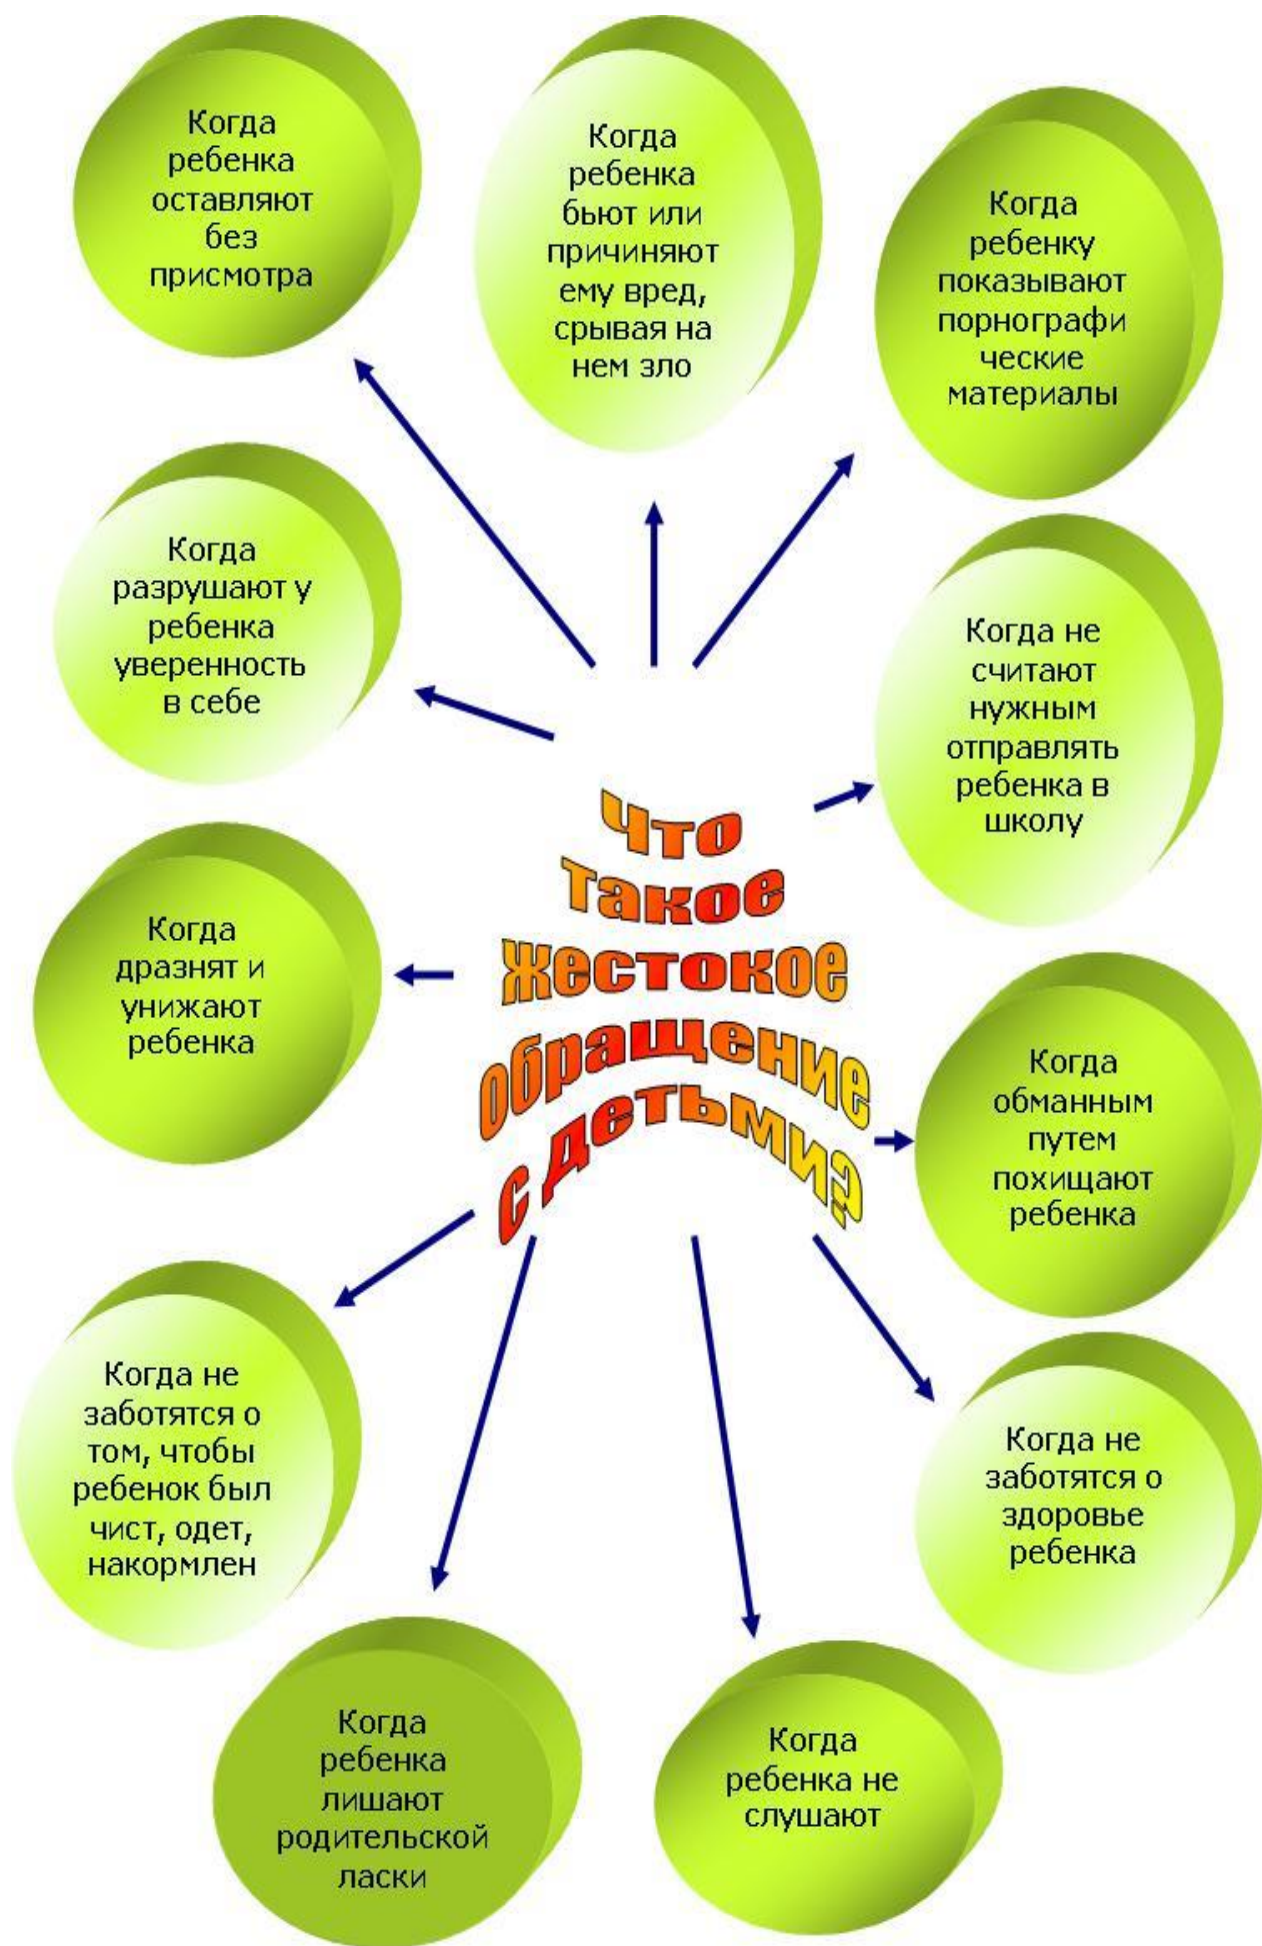 Когда
ребенка
оставляют
без
присмотра
Когда
ребенка
бьют или
причиняют
ему вред,
срывая на
нем зло
Когда
ребенку
показывают
порнографи
ческие
материалы
Когда
разрушают у
ребенка
уверенность
в себе
Когда не
считают
нужным
отправлять
ребенка в
школу
Что
такое
жестокое
обращение
с детьми?
Когда
дразнят и
унижают
ребенка
Когда
обманным
путем
похищают
ребенка
Когда не
заботятся о
том, чтобы
ребенок был
чист, одет,
накормлен
Когда не
заботятся о
здоровье
ребенка
Когда
ребенка
лишают
родительской
ласки
Когда
ребенка не
слушают